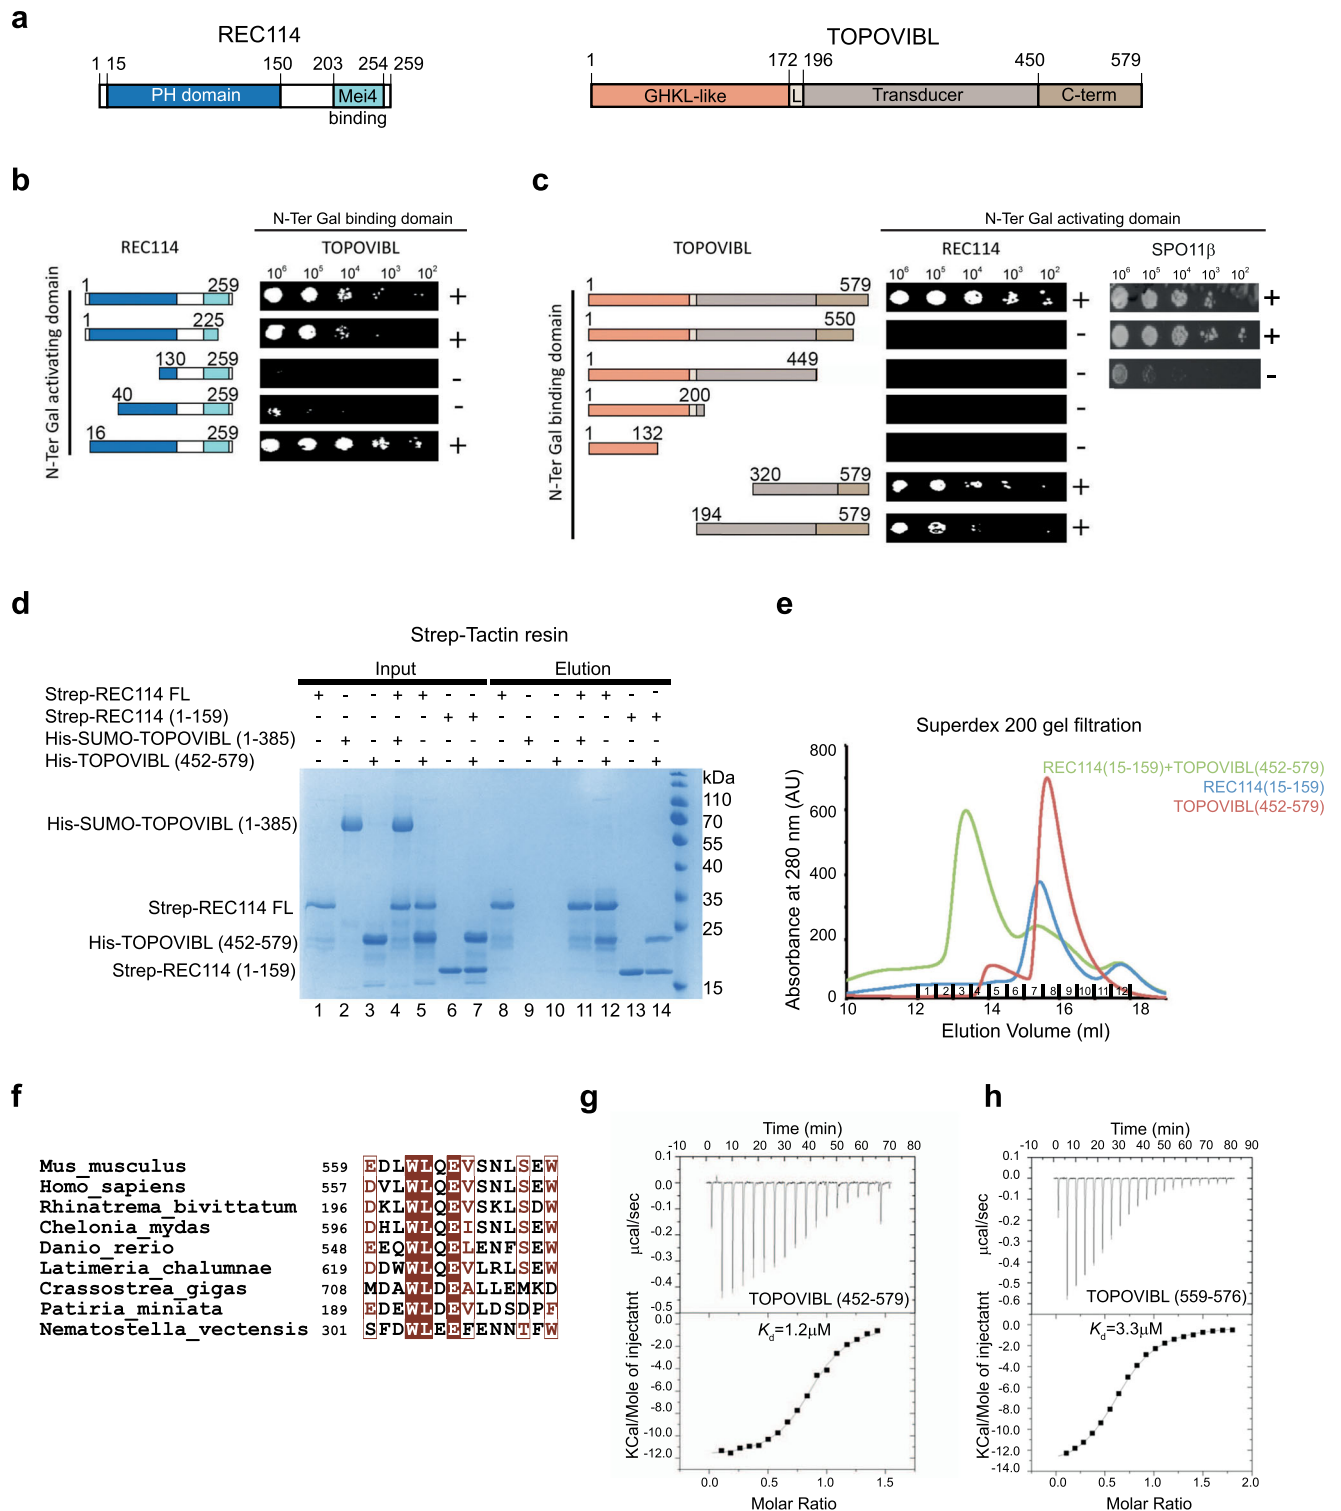 a
REC114
1 15 150 203 254 259
PH domain
Mei4
binding
TOPOVIBL
1 172 196 450 579
GHKL-like
L
Transducer
C-term
b
N-Ter Gal binding domain
REC114 TOPOVIBL
10⁶ 10⁵ 10⁴ 10³ 10²
N-Ter Gal activating domain
1 259 +
1 225 +
130 259 -
40 259 -
16 259 +
c
N-Ter Gal activating domain
TOPOVIBL REC114 SPO11β
10⁶ 10⁵ 10⁴ 10³ 10² 10⁶ 10⁵ 10⁴ 10³ 10²
N-Ter Gal binding domain
1 579 + +
1 550 - +
1 449 - -
1 200 -
1 132 -
320 579 +
194 579 +
d
Strep-Tactin resin
Input Elution
Strep-REC114 FL + - - + + - - + - - + + - -
Strep-REC114 (1-159) - - - - - + + - - - - - + +
His-SUMO-TOPOVIBL (1-385) - + - + - - - - + - + - - -
His-TOPOVIBL (452-579) - - + - + - + - - + - + - +
kDa
110
70
55
40
35
25
15
His-SUMO-TOPOVIBL (1-385)
Strep-REC114 FL
His-TOPOVIBL (452-579)
Strep-REC114 (1-159)
1 2 3 4 5 6 7 8 9 10 11 12 13 14
e
Superdex 200 gel filtration
REC114(15-159)+TOPOVIBL(452-579)
REC114(15-159)
TOPOVIBL(452-579)
Absorbance at 280 nm (AU)
800
600
400
200
0
1 2 3 4 5 6 7 8 9 10 11 12
10 12 14 16 18
Elution Volume (ml)
f
Mus_musculus 559 EDLWLQEVSNLSEW
Homo_sapiens 557 DVLWLQEVSNLSEW
Rhinatrema_bivittatum 196 DKLWLQEVSKLSDW
Chelonia_mydas 596 DHLWLQEISNLSEW
Danio_rerio 548 EEQWLQELENFSEW
Latimeria_chalumnae 619 DDWWLQEVLRLSEW
Crassostrea_gigas 708 MDAWLDEALLEMKD
Patiria_miniata 189 EDEWLDEVLDSDPF
Nematostella_vectensis 301 SFDWLEEFENNTFW
g
Time (min)
-10 0 10 20 30 40 50 60 70 80
µcal/sec
0.1
0.0
-0.1
-0.2
-0.3
-0.4
-0.5
TOPOVIBL (452-579)
Kd=1.2µM
KCal/Mole of injectatnt
0.0
-2.0
-4.0
-6.0
-8.0
-10.0
-12.0
0.0 0.5 1.0 1.5
Molar Ratio
h
Time (min)
-10 0 10 20 30 40 50 60 70 80 90
µcal/sec
0.1
0.0
-0.1
-0.2
-0.3
-0.4
-0.5
-0.6
TOPOVIBL (559-576)
Kd=3.3µM
KCal/Mole of injectatnt
0.0
-2.0
-4.0
-6.0
-8.0
-10.0
-12.0
-14.0
0.0 0.5 1.0 1.5 2.0
Molar Ratio